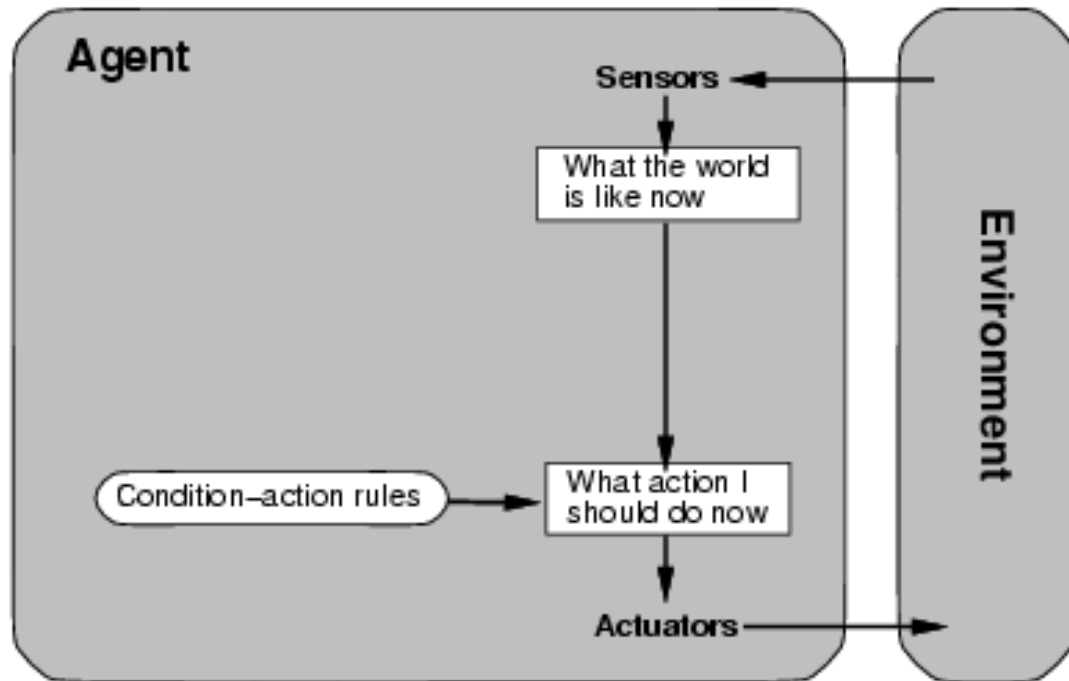 Agent
Sensors
What the world
is like now
Environment
Condition–action rules
What action I
should do now
Actuators